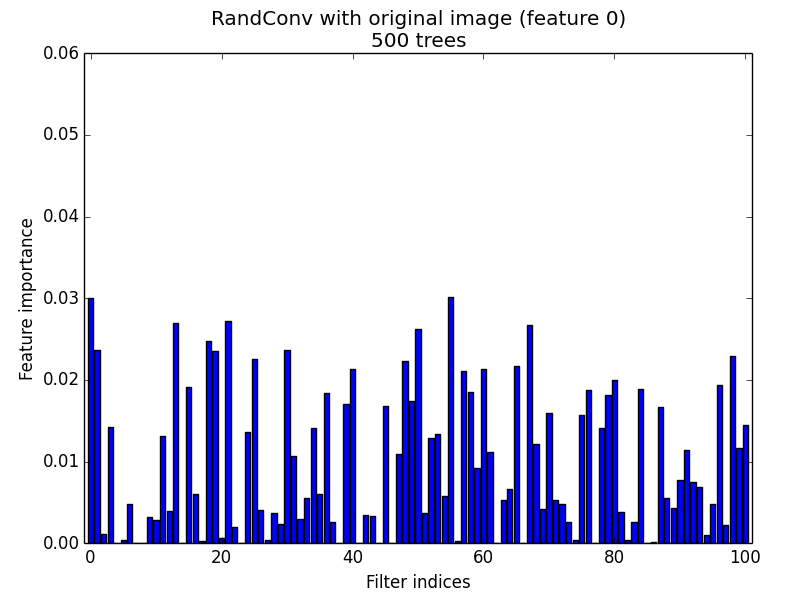 RandConv with original image (feature 0)
500 trees
0.06
0.05
0.04
0.03
0.02
0.01
0.00
Feature importance
0 20 40 60 80 100
Filter indices